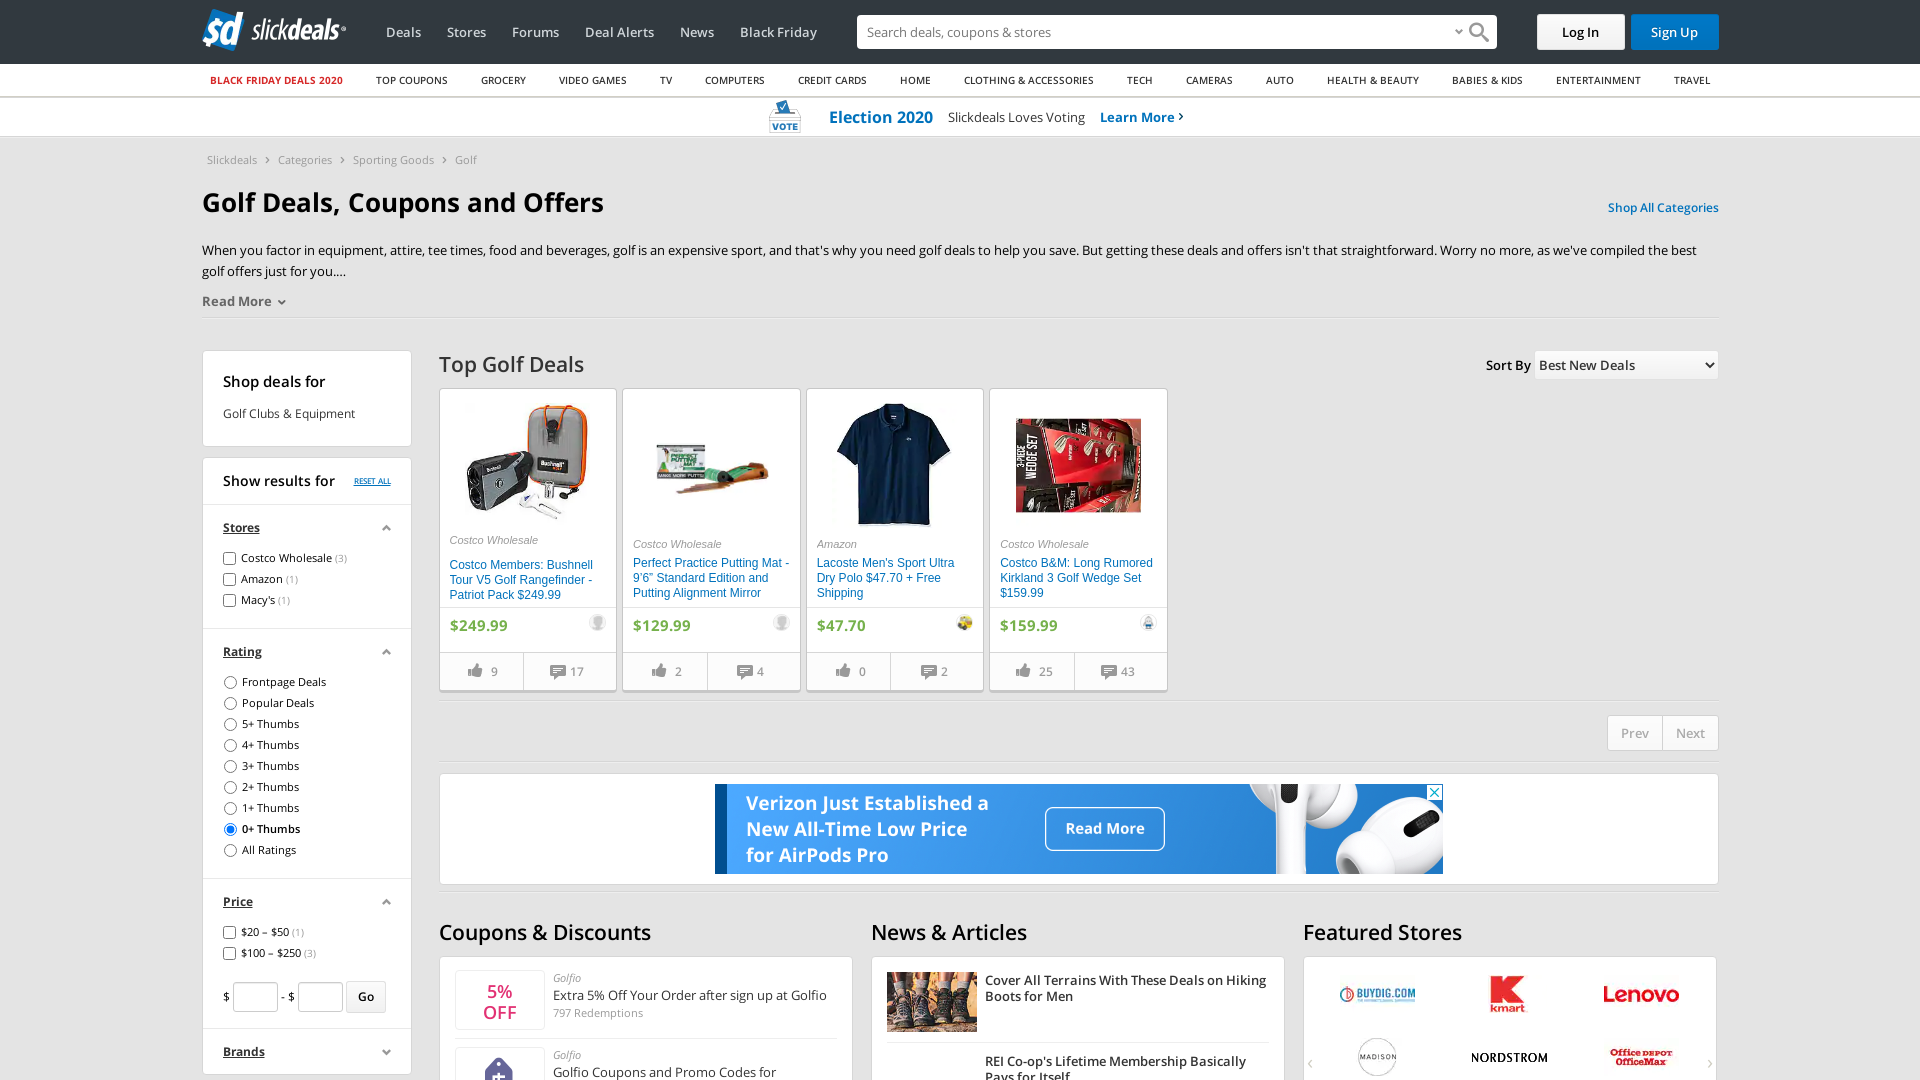 slickdeals
Deals
Stores
Forums
Deal Alerts
News
Black Friday
Search deals, coupons & stores
Log In
Sign Up
BLACK FRIDAY DEALS 2020
TOP COUPONS
GROCERY
VIDEO GAMES
TV
COMPUTERS
CREDIT CARDS
HOME
CLOTHING & ACCESSORIES
TECH
CAMERAS
AUTO
HEALTH & BEAUTY
BABIES & KIDS
ENTERTAINMENT
TRAVEL
VOTE
Election 2020 Slickdeals Loves Voting Learn More
Slickdeals > Categories > Sporting Goods > Golf
Golf Deals, Coupons and Offers
Shop All Categories
When you factor in equipment, attire, tee times, food and beverages, golf is an expensive sport, and that's why you need golf deals to help you save. But getting these deals and offers isn't that straightforward. Worry no more, as we've compiled the best
golf offers just for you....
Read More
Shop deals for
Golf Clubs & Equipment
Show results for
RESET ALL
Stores
Costco Wholesale (3)
Amazon (1)
Macy's (1)
Rating
Frontpage Deals
Popular Deals
5+ Thumbs
4+ Thumbs
3+ Thumbs
2+ Thumbs
1+ Thumbs
0+ Thumbs
All Ratings
Price
$20 – $50 (1)
$100 – $250 (3)
$ - $ Go
Brands
Top Golf Deals
Sort By Best New Deals
Costco Wholesale
Costco Members: Bushnell
Tour V5 Golf Rangefinder -
Patriot Pack $249.99
$249.99
9
17
Costco Wholesale
Perfect Practice Putting Mat -
9'6" Standard Edition and
Putting Alignment Mirror
$129.99
2
4
Amazon
Lacoste Men's Sport Ultra
Dry Polo $47.70 + Free
Shipping
$47.70
0
2
3-PIECE
WEDGE SET
Costco Wholesale
Costco B&M: Long Rumored
Kirkland 3 Golf Wedge Set
$159.99
$159.99
25
43
Prev
Next
Verizon Just Established a
New All-Time Low Price
for AirPods Pro
Read More
Coupons & Discounts
5%
OFF
Golfio
Extra 5% Off Your Order after sign up at Golfio
797 Redemptions
Golfio
Golfio Coupons and Promo Codes for
News & Articles
Cover All Terrains With These Deals on Hiking
Boots for Men
REI Co-op's Lifetime Membership Basically
Pays for Itself
Featured Stores
BUYDIG.COM
kmart
Lenovo
MADISON
NORDSTROM
Office DEPOT
OfficeMax